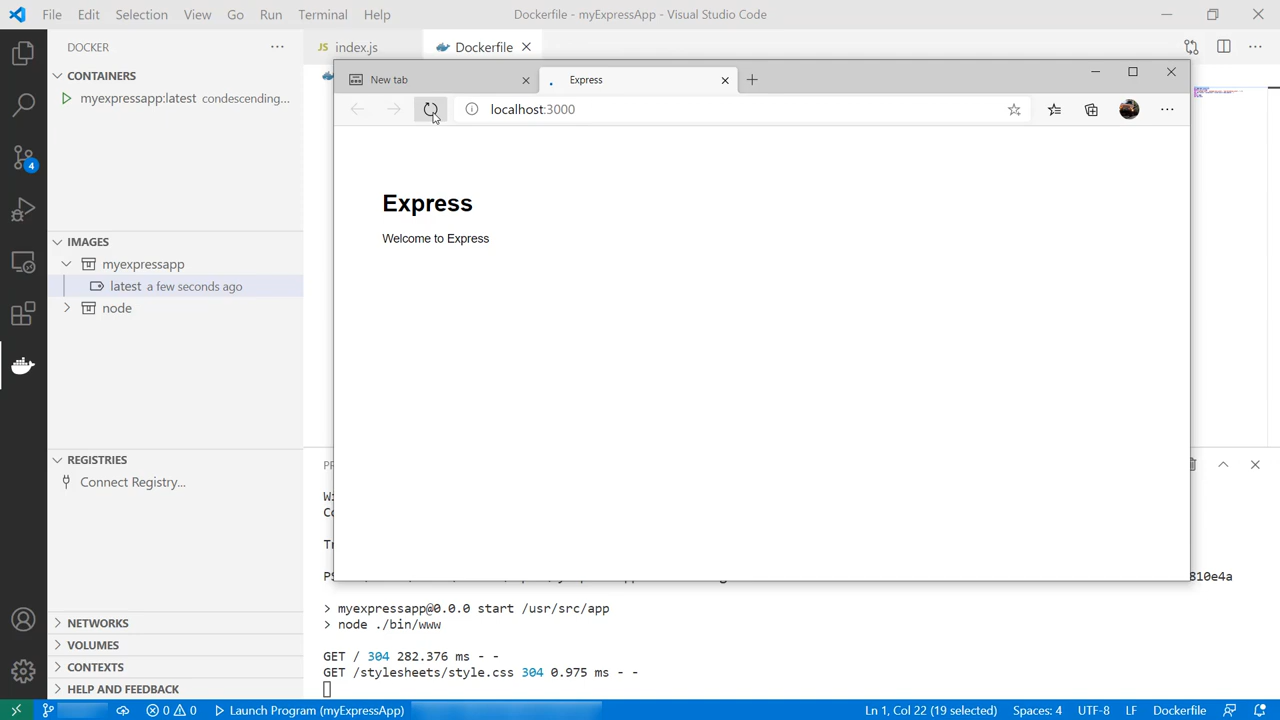 File Edit Selection View Go Run Terminal Help Dockerfile - myExpressApp - Visual Studio Code
DOCKER ···
JS index.js Dockerfile
CONTAINERS
myexpressapp:latest condescending...
4
IMAGES
myexpressapp
latest a few seconds ago
node
REGISTRIES
Connect Registry...
NETWORKS
VOLUMES
CONTEXTS
HELP AND FEEDBACK
New tab Express
localhost:3000
Express
Welcome to Express
810e4a
> myexpressapp@0.0.0 start /usr/src/app
> node ./bin/www
GET / 304 282.376 ms - -
GET /stylesheets/style.css 304 0.975 ms - -
0 0 Launch Program (myExpressApp) Ln 1, Col 22 (19 selected) Spaces: 4 UTF-8 LF Dockerfile